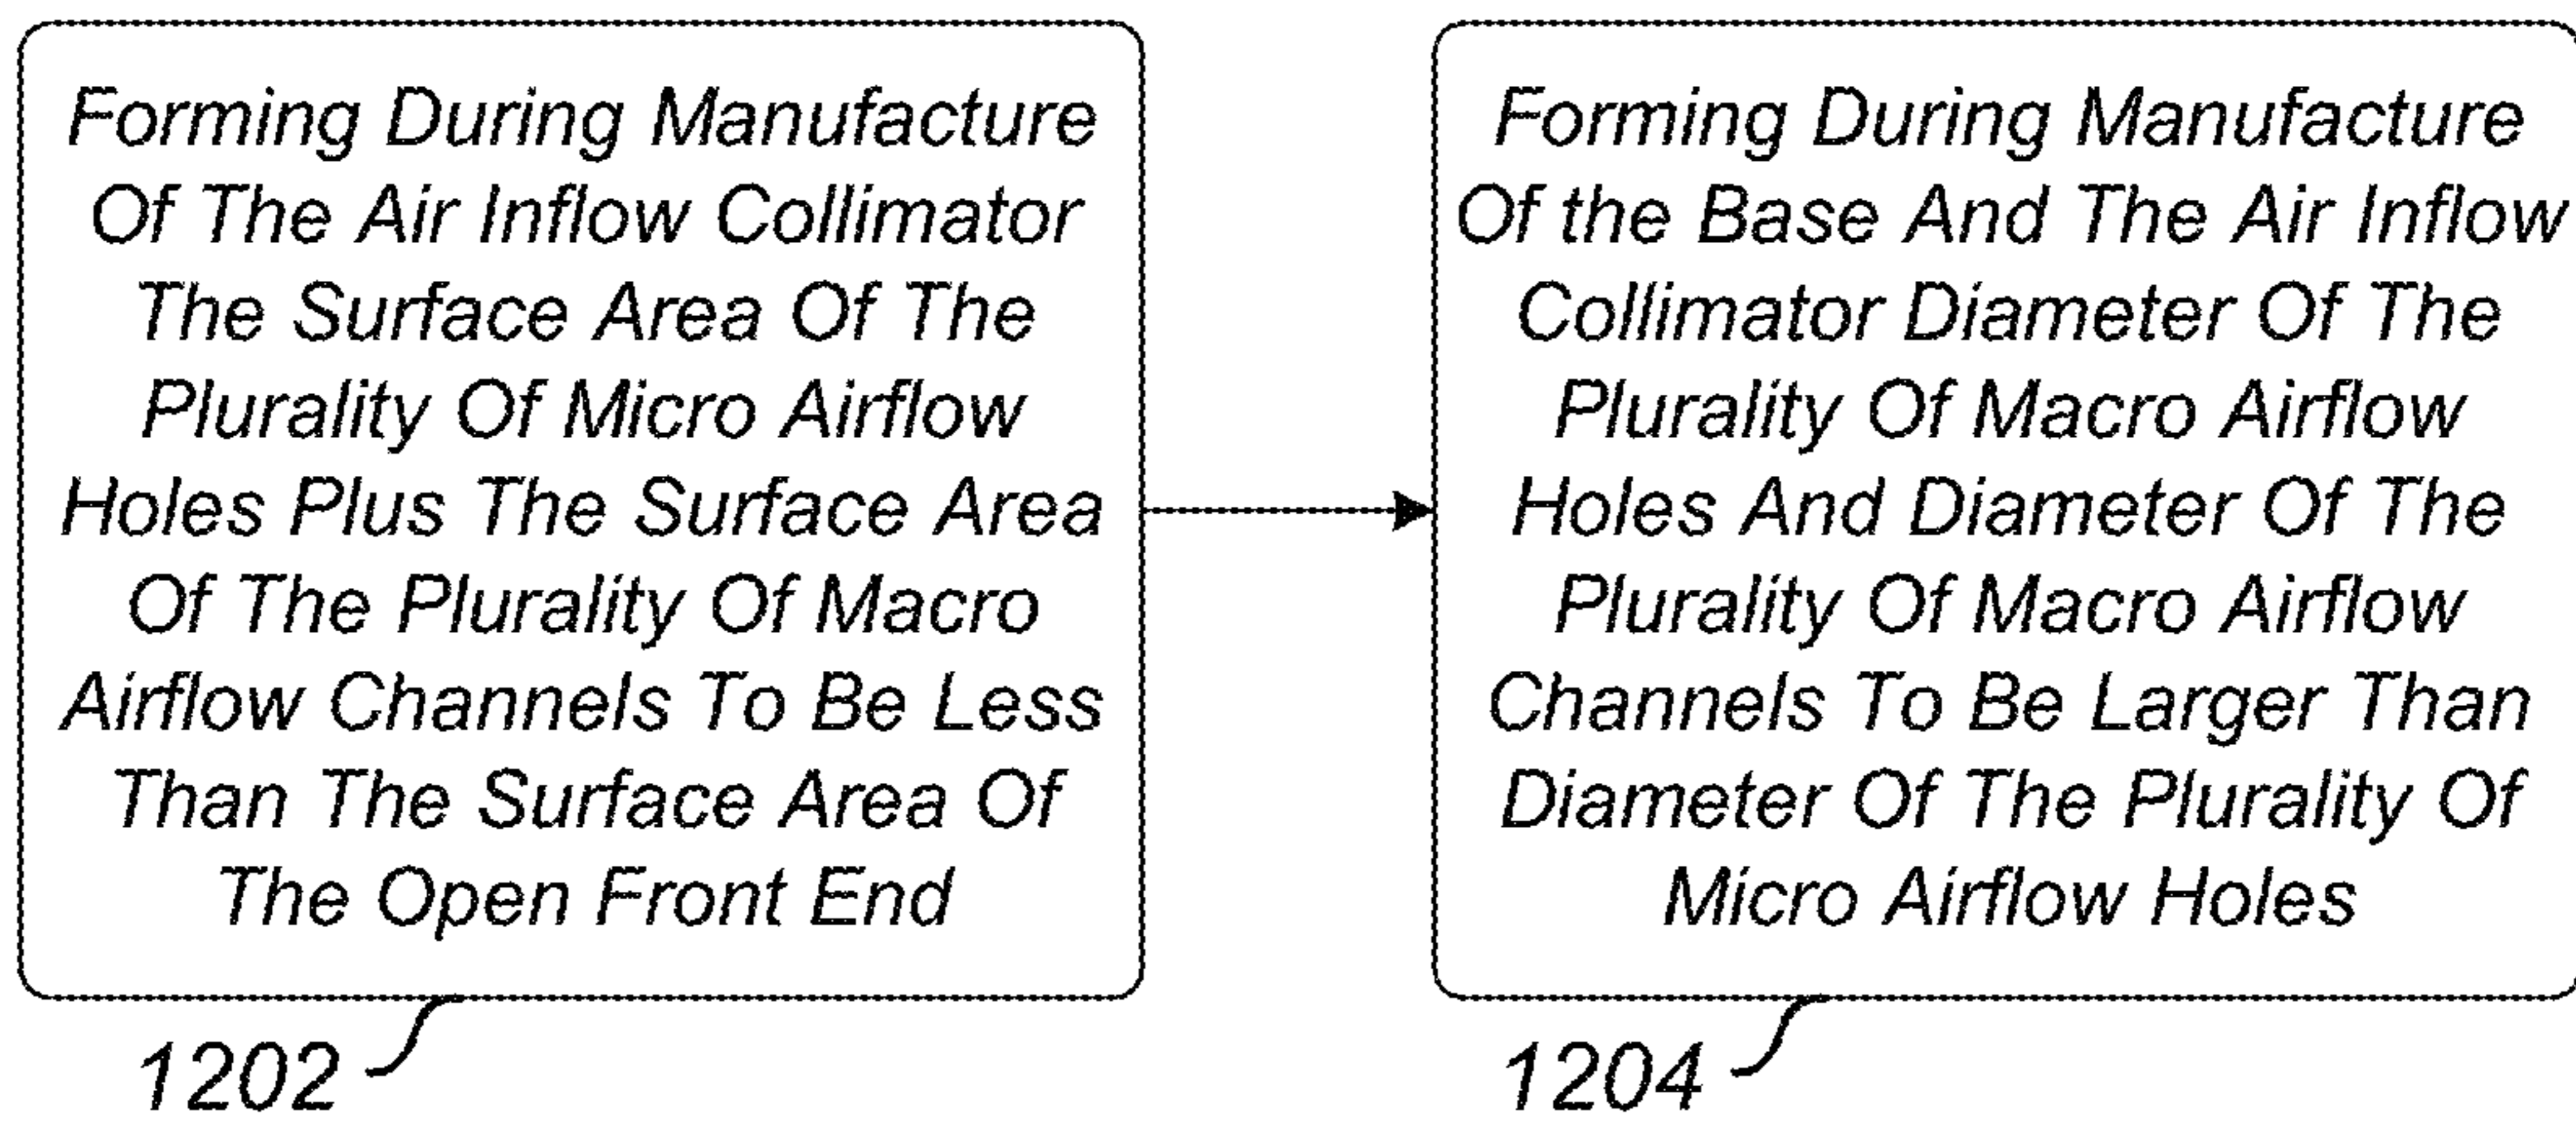 Forming During Manufacture
Of The Air Inflow Collimator
The Surface Area Of The
Plurality Of Micro Airflow
Holes Plus The Surface Area
Of The Plurality Of Macro
Airflow Channels To Be Less
Than The Surface Area Of
The Open Front End
1202
Forming During Manufacture
Of the Base And The Air Inflow
Collimator Diameter Of The
Plurality Of Macro Airflow
Holes And Diameter Of The
Plurality Of Macro Airflow
Channels To Be Larger Than
Diameter Of The Plurality Of
Micro Airflow Holes
1204